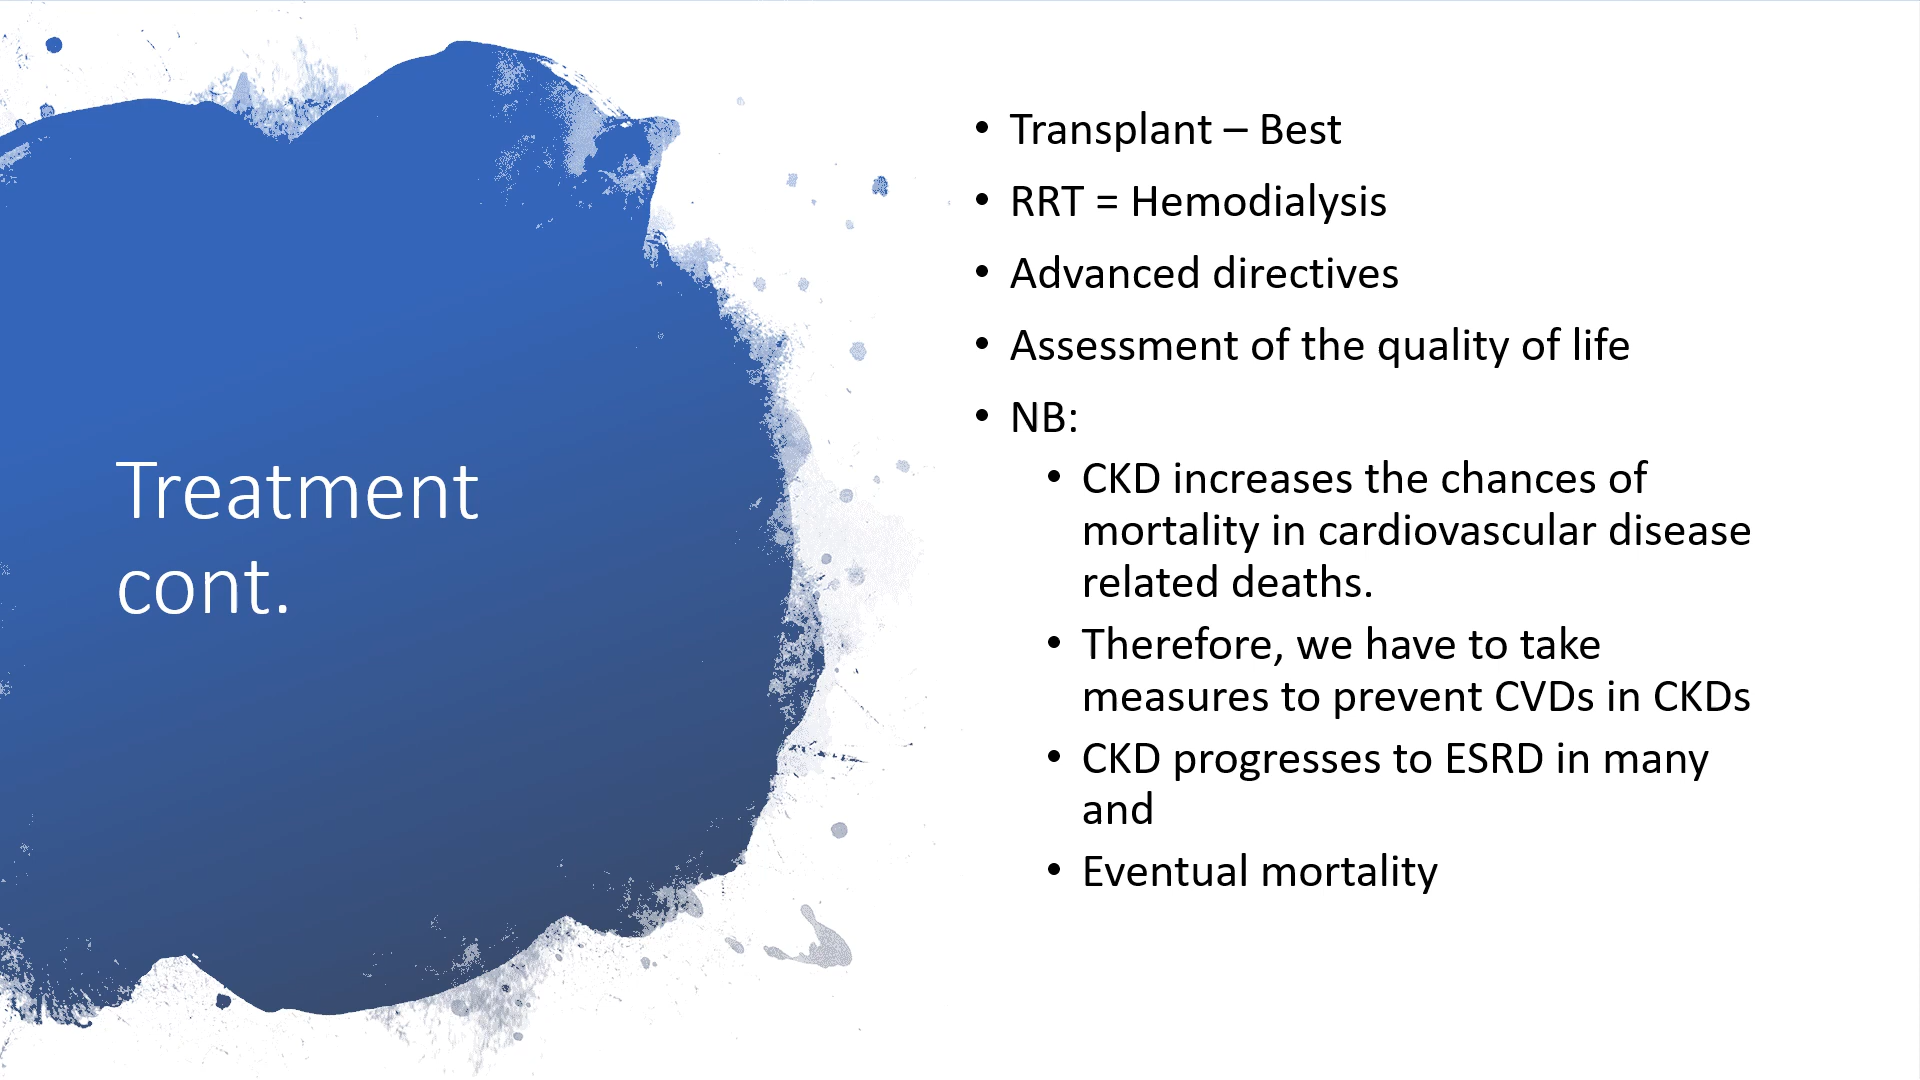 Treatment
cont.
• Transplant – Best
• RRT = Hemodialysis
• Advanced directives
• Assessment of the quality of life
• NB:
• CKD increases the chances of
mortality in cardiovascular disease
related deaths.
• Therefore, we have to take
measures to prevent CVDs in CKDs
• CKD progresses to ESRD in many
and
• Eventual mortality